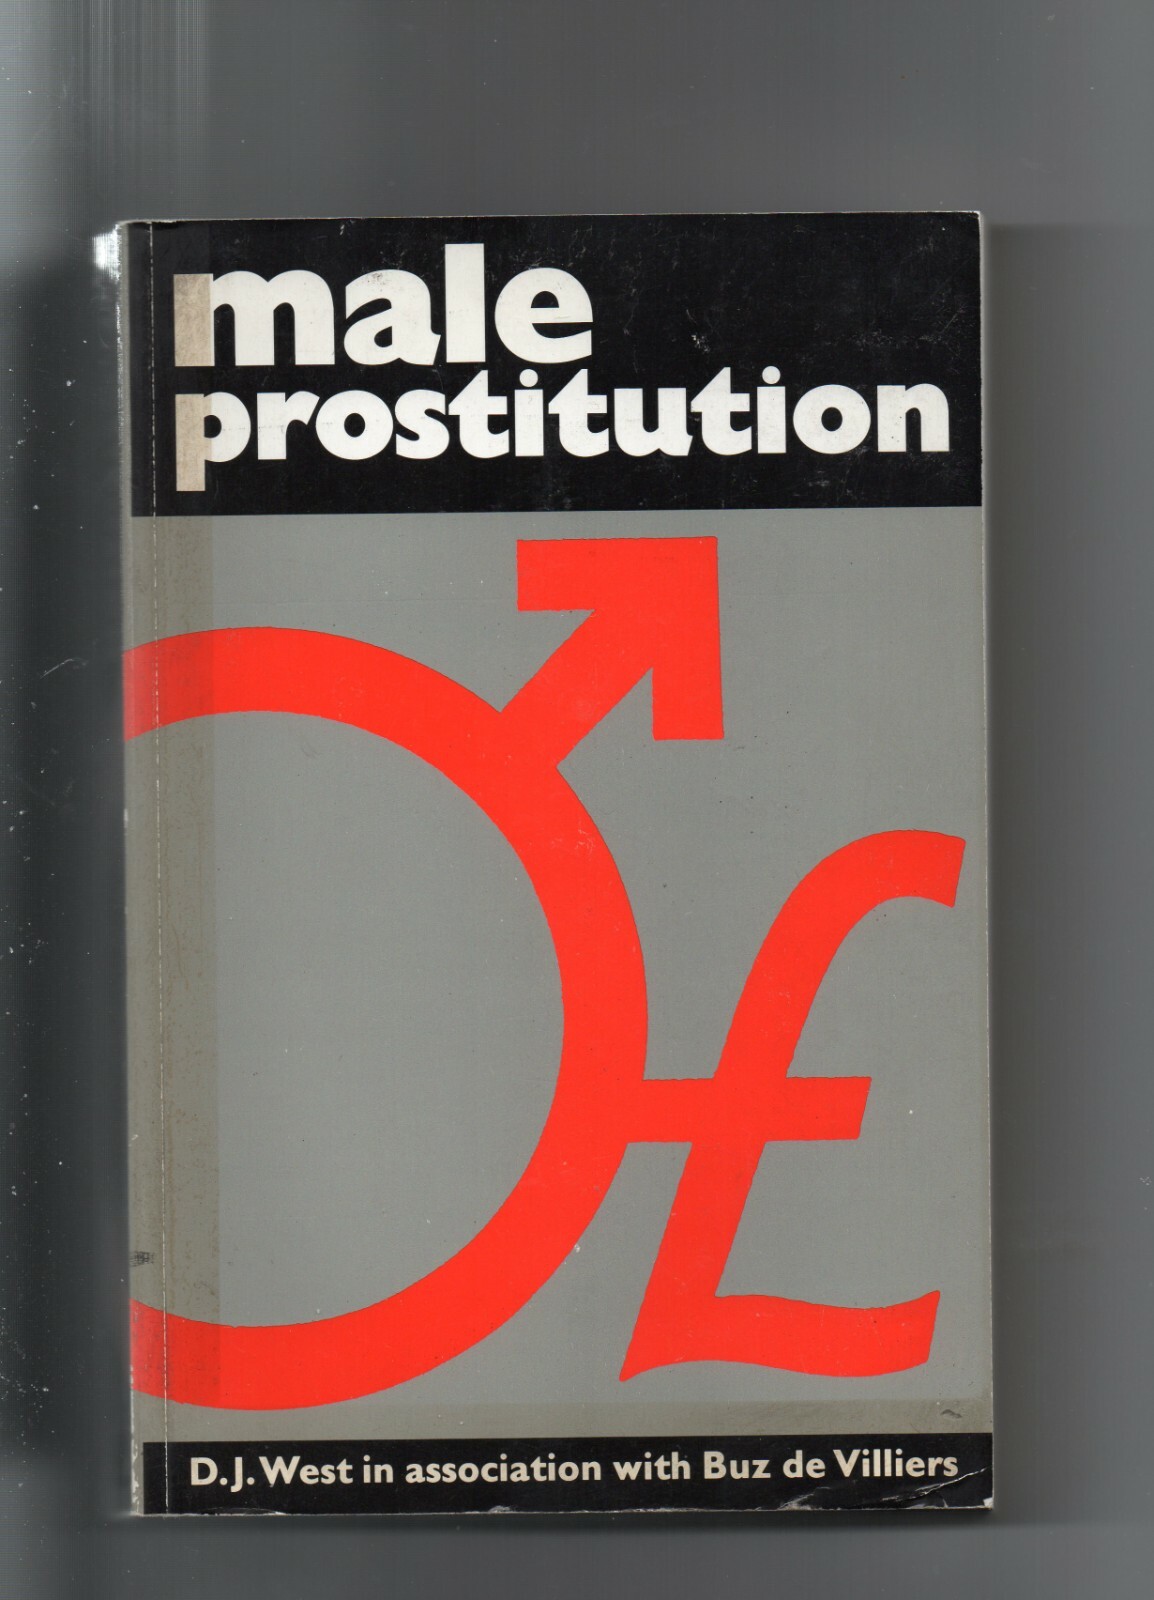 male
prostitution
£
D.J. West in association with Buz de Villiers